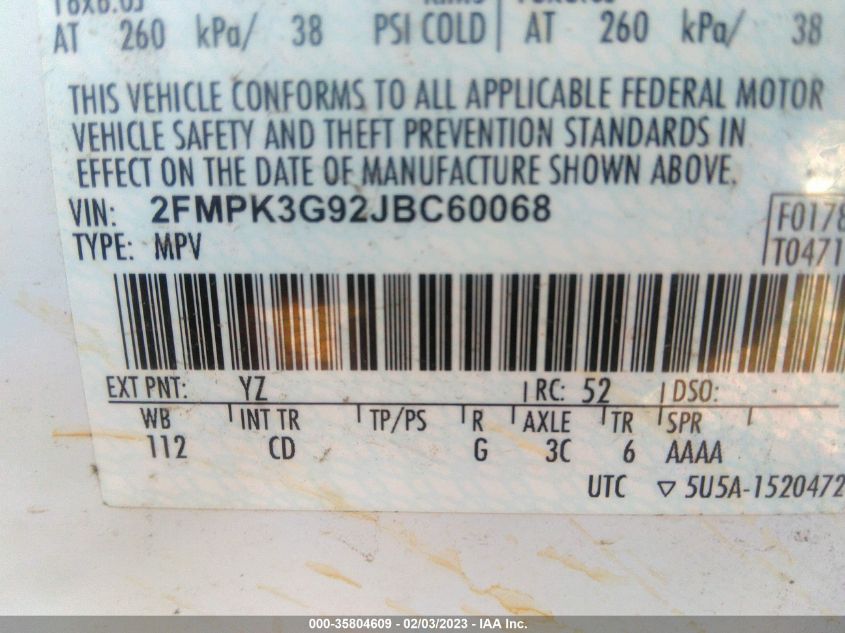 AT 260 kPa/ 38 PSI COLD AT 260 kPa/ 38
THIS VEHICLE CONFORMS TO ALL APPLICABLE FEDERAL MOTOR
VEHICLE SAFETY AND THEFT PREVENTION STANDARDS IN
EFFECT ON THE DATE OF MANUFACTURE SHOWN ABOVE.
VIN: 2FMPK3G92JBC60068
F0178
TYPE: MPV
T0471
EXT PNT: YZ RC: 52 DSO:
WB INT TR TP/PS R AXLE TR SPR
112 CD G 3C 6 AAAA
UTC ▽ 5U5A-1520472
000-35804609 - 02/03/2023 - IAA Inc.